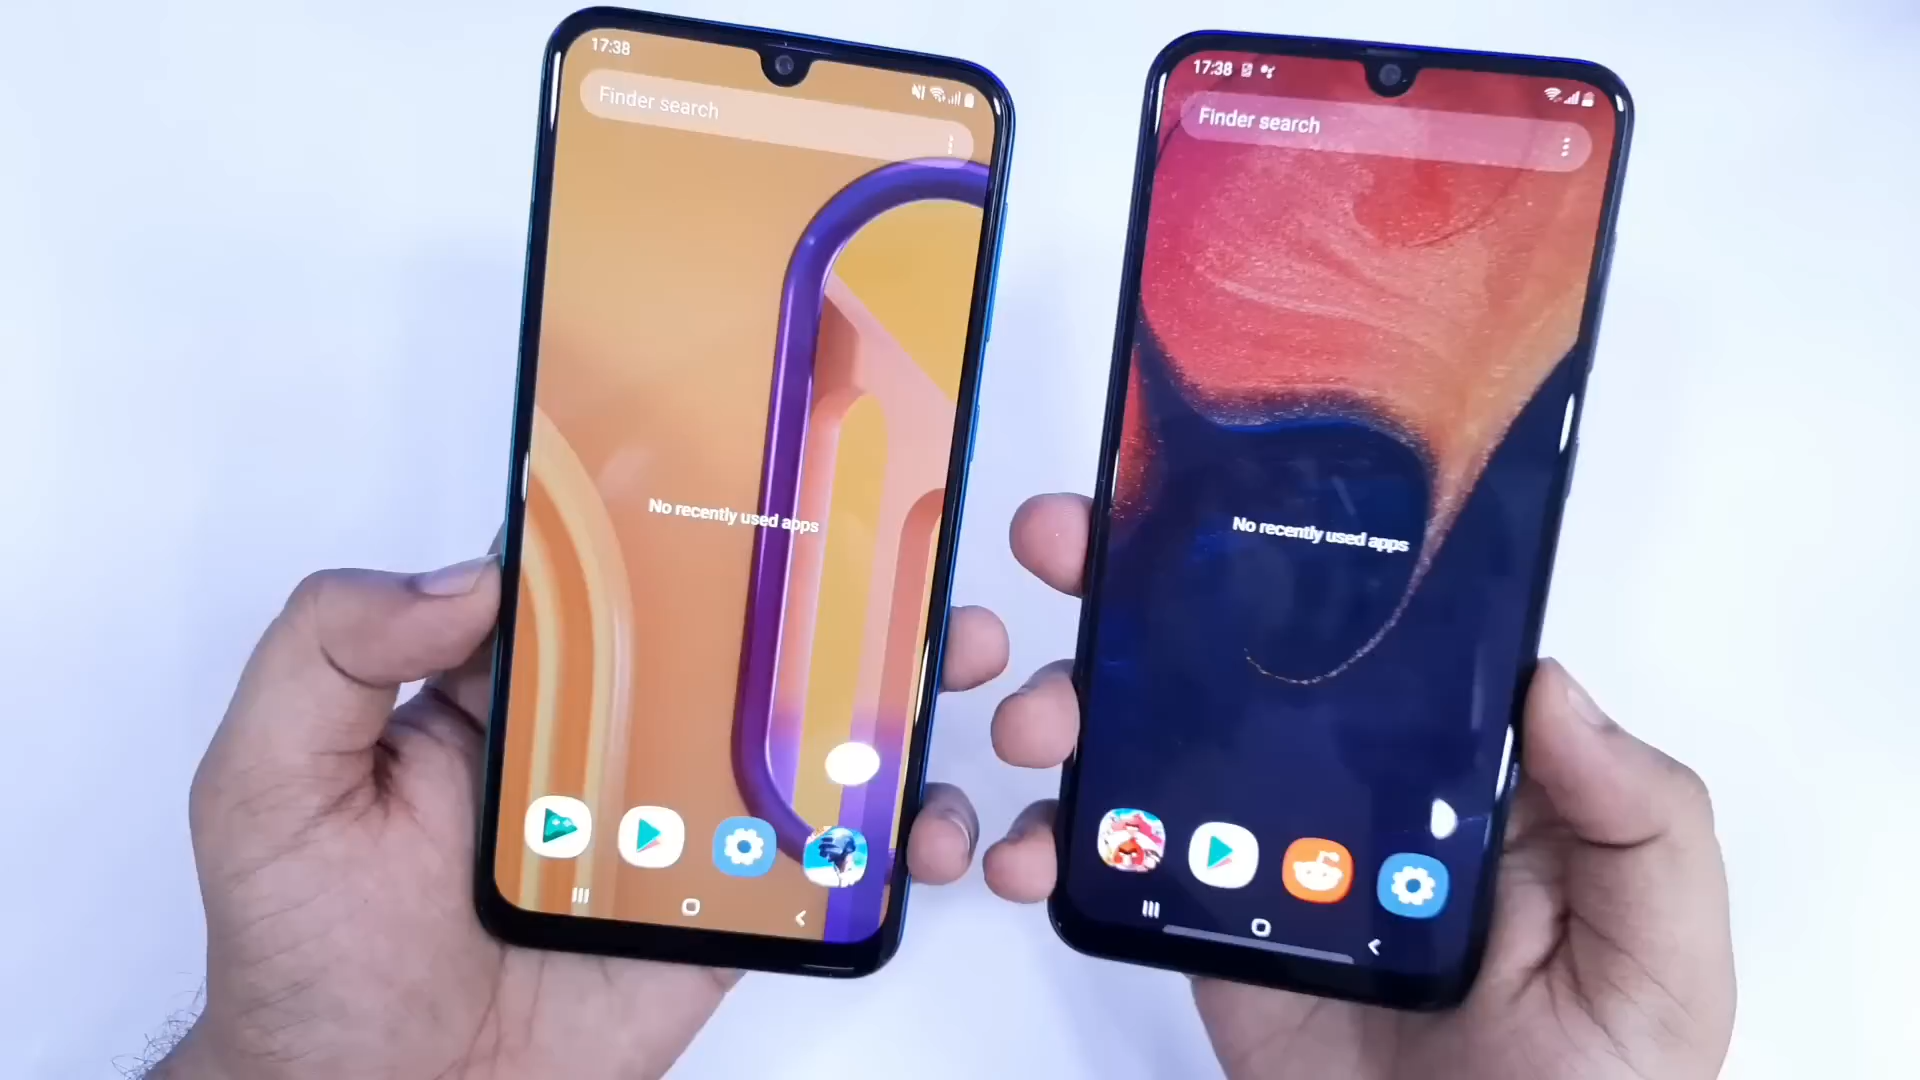 17:38
Finder search
No recently used apps
17:38
Finder search
No recently used apps